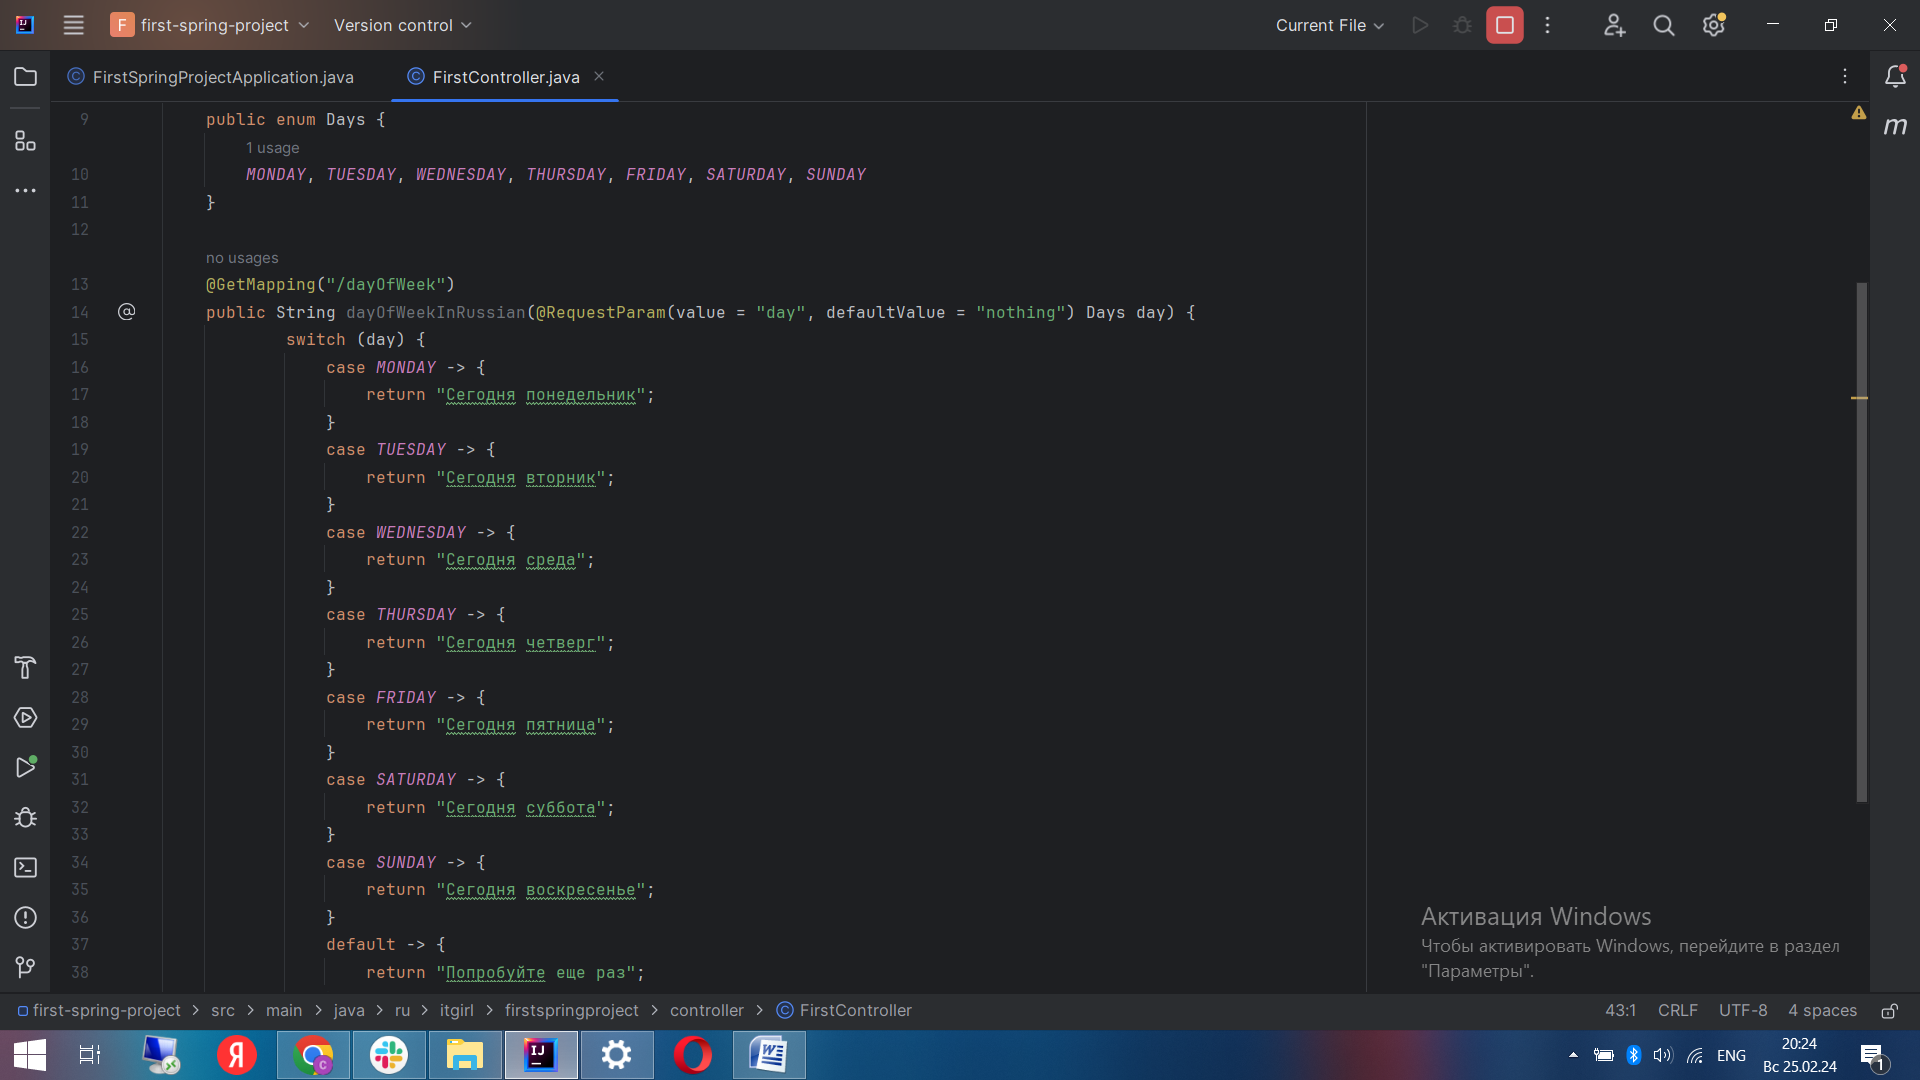 F first-spring-project Version control Current File
FirstSpringProjectApplication.java FirstController.java
9 public enum Days {
1 usage
10 MONDAY, TUESDAY, WEDNESDAY, THURSDAY, FRIDAY, SATURDAY, SUNDAY
11 }
12
no usages
13 @GetMapping("/dayOfWeek")
14 public String dayOfWeekInRussian(@RequestParam(value = "day", defaultValue = "nothing") Days day) {
15 switch (day) {
16 case MONDAY -> {
17 return "Сегодня понедельник";
18 }
19 case TUESDAY -> {
20 return "Сегодня вторник";
21 }
22 case WEDNESDAY -> {
23 return "Сегодня среда";
24 }
25 case THURSDAY -> {
26 return "Сегодня четверг";
27 }
28 case FRIDAY -> {
29 return "Сегодня пятница";
30 }
31 case SATURDAY -> {
32 return "Сегодня суббота";
33 }
34 case SUNDAY -> {
35 return "Сегодня воскресенье";
36 }
37 default -> {
38 return "Попробуйте еще раз";
Активация Windows
Чтобы активировать Windows, перейдите в раздел
"Параметры".
first-spring-project > src > main > java > ru > itgirl > firstspringproject > controller > FirstController 43:1 CRLF UTF-8 4 spaces
ENG 20:24
Вс 25.02.24 1